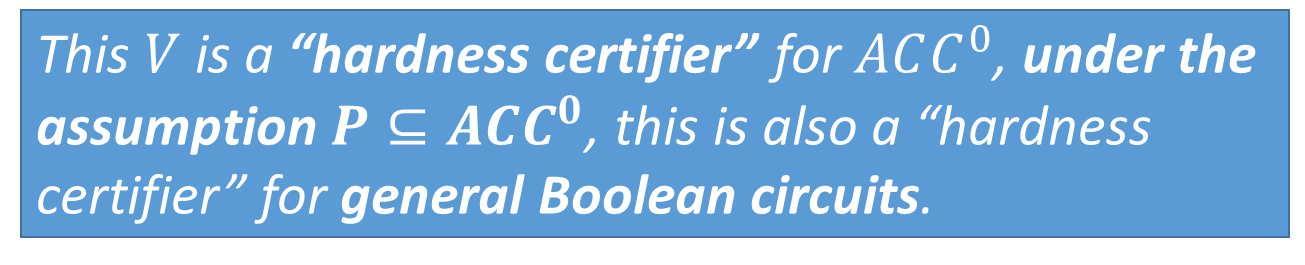 This V is a “hardness certifier” for ACC⁰, under the
assumption P ⊆ ACC⁰, this is also a “hardness
certifier” for general Boolean circuits.